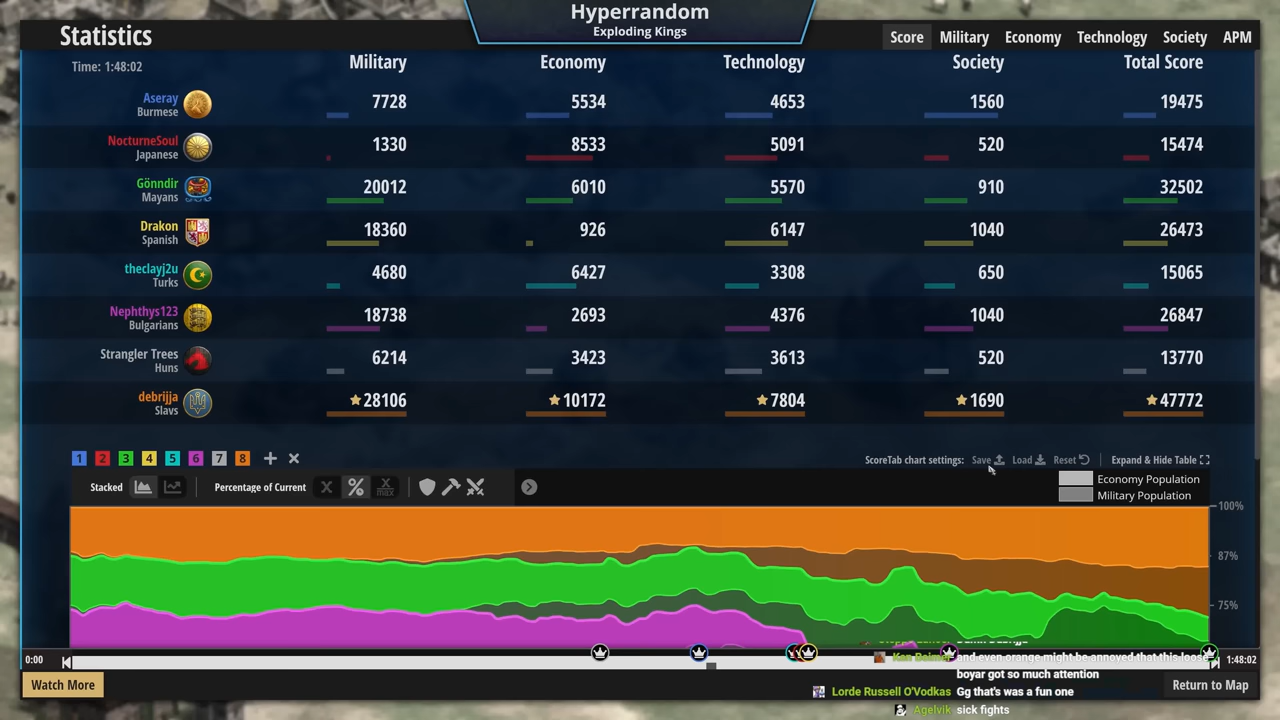 Hyperrandom
Exploding Kings
Statistics
Score Military Economy Technology Society APM
Time: 1:48:02
Military Economy Technology Society Total Score
Aseray
Burmese
7728 5534 4653 1560 19475
NocturneSoul
Japanese
1330 8533 5091 520 15474
Gönndir
Mayans
20012 6010 5570 910 32502
Drakon
Spanish
18360 926 6147 1040 26473
theclayj2u
Turks
4680 6427 3308 650 15065
Nephthys123
Bulgarians
18738 2693 4376 1040 26847
Strangler Trees
Huns
6214 3423 3613 520 13770
debrijja
Slavs
28106 10172 7804 1690 47772
1 2 3 4 5 6 7 8
ScoreTab chart settings: Save Load Reset Expand & Hide Table
Stacked Percentage of Current X % X max
Economy Population
Military Population
100%
87%
75%
0:00
1:48:02
and even orange might be annoyed that this loose
boyar got so much attention
Watch More
Lorde Russell O'Vodkas Gg that's was a fun one
Return to Map
Agelvik sick fights